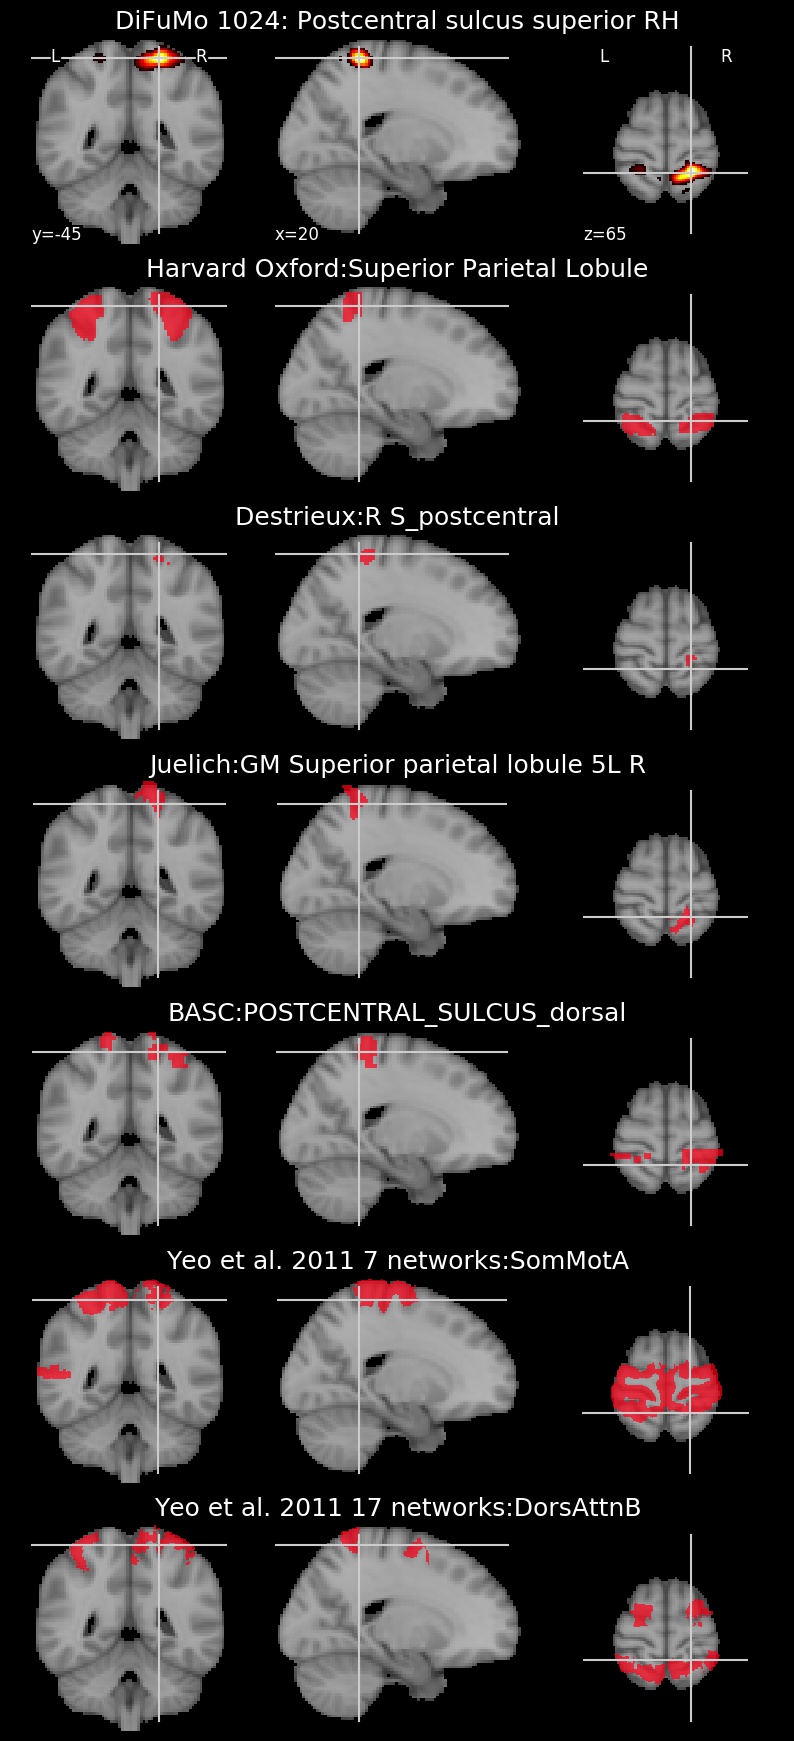 DiFuMo 1024: Postcentral sulcus superior RH
L R L R
y=-45 x=20 z=65
Harvard Oxford:Superior Parietal Lobule
Destrieux:R S_postcentral
Juelich:GM Superior parietal lobule 5L R
BASC:POSTCENTRAL_SULCUS_dorsal
Yeo et al. 2011 7 networks:SomMotA
Yeo et al. 2011 17 networks:DorsAttnB